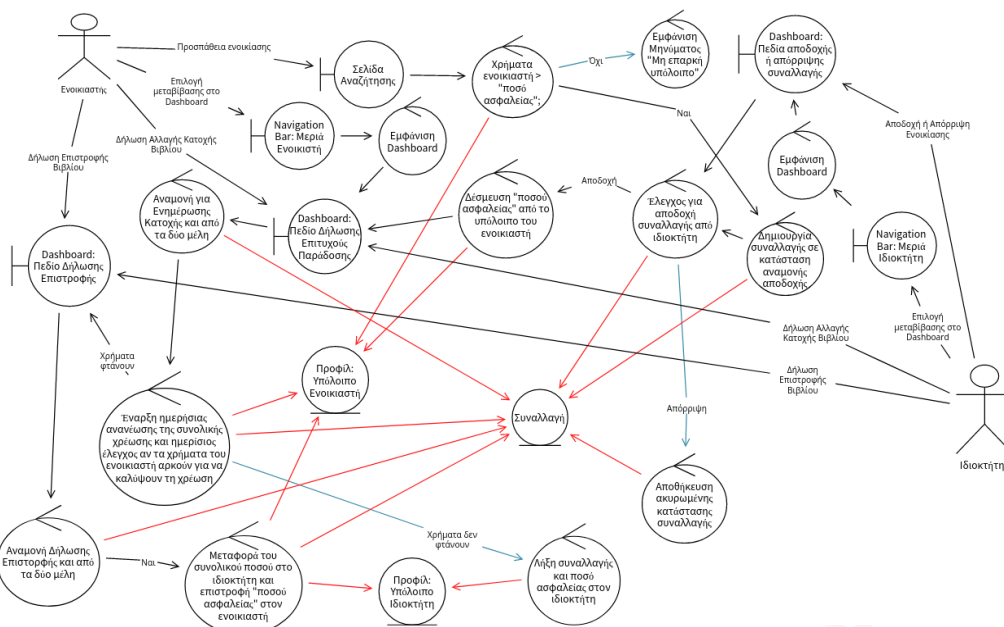 Ενοικιαστής
Προσπάθεια ενοικίασης
Σελίδα
Αναζήτησης
Χρήματα
ενοικιαστή >
"ποσό
ασφαλείας";
Όχι
Εμφάνιση
Μηνύματος
"Μη επαρκή
υπόλοιπο"
Dashboard:
Πεδία αποδοχής
ή απόρριψης
συναλλαγής
Επιλογή
μεταβίβασης στο
Dashboard
Navigation
Bar: Μεριά
Ενοικιστή
Εμφάνιση
Dashboard
Ναι
Αποδοχή ή Απόρριψη
Ενοικίασης
Εμφάνιση
Dashboard
Δήλωση Επιστροφής
Βιβλίου
Δήλωση Αλλαγής Κατοχής
Βιβλίου
Αναμονή για
Ενημέρωσης
Κατοχής και από
τα δύο μέλη
Dashboard:
Πεδίο Δήλωσης
Επιτυχούς
Παράδοσης
Δέσμευση "ποσού
ασφαλείας" από το
υπόλοιπο του
ενοικιαστή
Αποδοχή
Έλεγχος για
αποδοχή
συναλλαγής από
ιδιοκτήτη
Δημιουργία
συναλλαγής σε
κατάσταση
αναμονής
αποδοχής
Navigation
Bar: Μεριά
Ιδιοκτήτη
Dashboard:
Πεδίο Δήλωσης
Επιστροφής
Επιλογή
μεταβίβασης στο
Dashboard
Δήλωση Αλλαγής
Κατοχής Βιβλίου
Δήλωση
Επιστροφής
Βιβλίου
Χρήματα
φτάνουν
Προφίλ:
Υπόλοιπο
Ενοικιαστή
Συναλλαγή
Απόρριψη
Ιδιοκτήτη
Έναρξη ημερήσιας
ανανέωσης της συνολικής
χρέωσης και ημερίσιος
έλεγχος αν τα χρήματα του
ενοικιαστή αρκούν για να
καλύψουν τη χρέωση
Αποθήκευση
ακυρωμένης
κατάστασης
συναλλαγής
Χρήματα δεν
φτάνουν
Αναμονή Δήλωσης
Επιστορφής και από
τα δύο μέλη
Ναι
Μεταφορά του
συνολικού ποσού στο
ιδιοκτήτη και
επιστροφή "ποσού
ασφαλείας" στον
ενοικιαστή
Προφίλ:
Υπόλοιπο
Ιδιοκτήτη
Λήξη συναλλαγής
και ποσό
ασφαλείας στον
ιδιοκτήτη